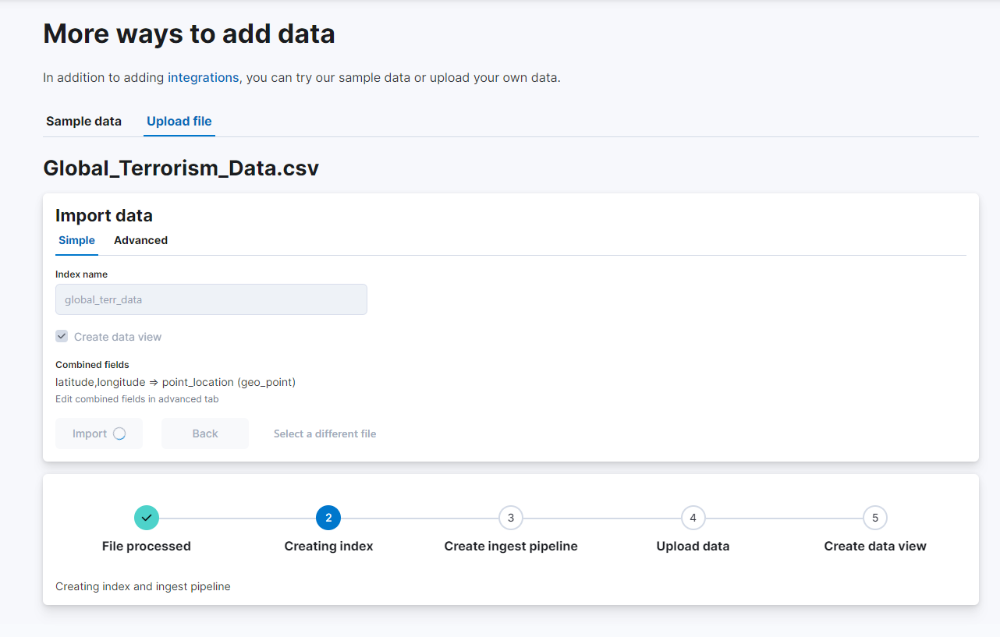 More ways to add data
In addition to adding integrations, you can try our sample data or upload your own data.
Sample data Upload file
Global_Terrorism_Data.csv
Import data
Simple Advanced
Index name
global_terr_data
Create data view
Combined fields
latitude,longitude => point_location (geo_point)
Edit combined fields in advanced tab
Import Back Select a different file
2 3 4 5
File processed Creating index Create ingest pipeline Upload data Create data view
Creating index and ingest pipeline